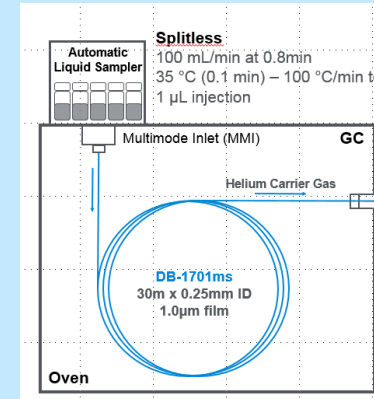 Splitless
Automatic
Liquid Sampler
100 mL/min at 0.8min
35 °C (0.1 min) – 100 °C/min
1 µL injection
Multimode Inlet (MMI)
GC
Helium Carrier Gas
DB-1701ms
30m x 0.25mm ID
1.0µm film
Oven